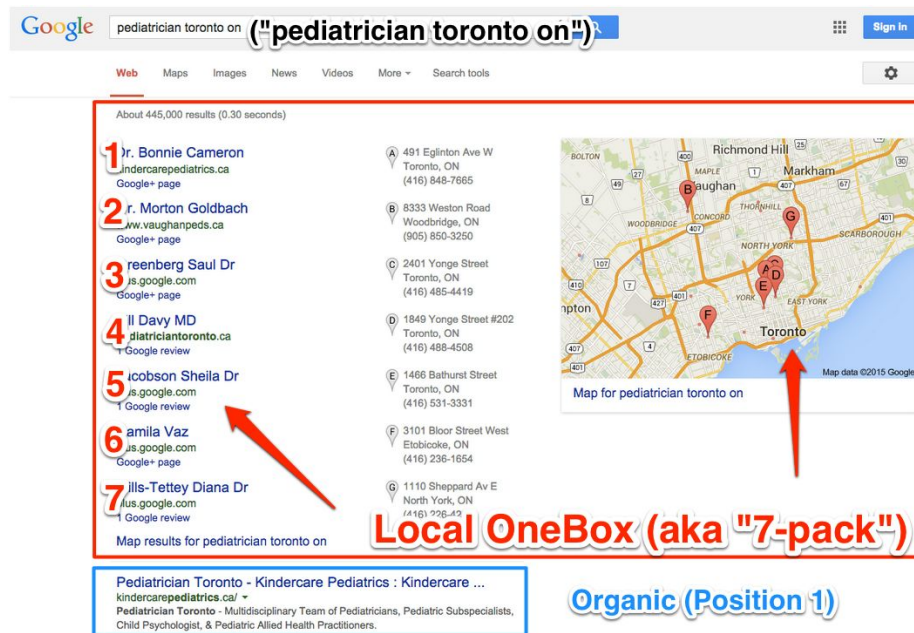 Google
pediatrician toronto on
("pediatrician toronto on")
Sign in
Web Maps Images News Videos More Search tools
About 445,000 results (0.30 seconds)
1
Dr. Bonnie Cameron
kindercarepediatrics.ca
Google+ page
A
491 Eglinton Ave W
Toronto, ON
(416) 848-7665
2
Dr. Morton Goldbach
www.vaughanpeds.ca
Google+ page
B
8333 Weston Road
Woodbridge, ON
(905) 850-3250
3
Greenberg Saul Dr
plus.google.com
Google+ page
C
2401 Yonge Street
Toronto, ON
(416) 485-4419
4
Davy MD
pediatriciantoronto.ca
1 Google review
D
1849 Yonge Street #202
Toronto, ON
(416) 488-4508
5
Jacobson Sheila Dr
plus.google.com
1 Google review
E
1466 Bathurst Street
Toronto, ON
(416) 531-3331
6
Vaz
plus.google.com
Google+ page
F
3101 Bloor Street West
Etobicoke, ON
(416) 236-1654
7
Diana Dr
plus.google.com
1 Google review
G
1110 Sheppard Av E
North York, ON
(416) 226-42
Map results for pediatrician toronto on
BOLTON
Richmond Hill
MAPLE
Markham
Vaughan
THORNHILL
WOODBRIDGE
CONCORD
SCARBOROUGH
NORTH YORK
YORK
EAST YORK
Toronto
ETOBICOKE
Map data ©2015 Google
Map for pediatrician toronto on
Local OneBox (aka "7-pack")
Pediatrician Toronto - Kindercare Pediatrics : Kindercare ...
kindercarepediatrics.ca/
Pediatrician Toronto - Multidisciplinary Team of Pediatricians, Pediatric Subspecialists,
Child Psychologist, & Pediatric Allied Health Practitioners.
Organic (Position 1)